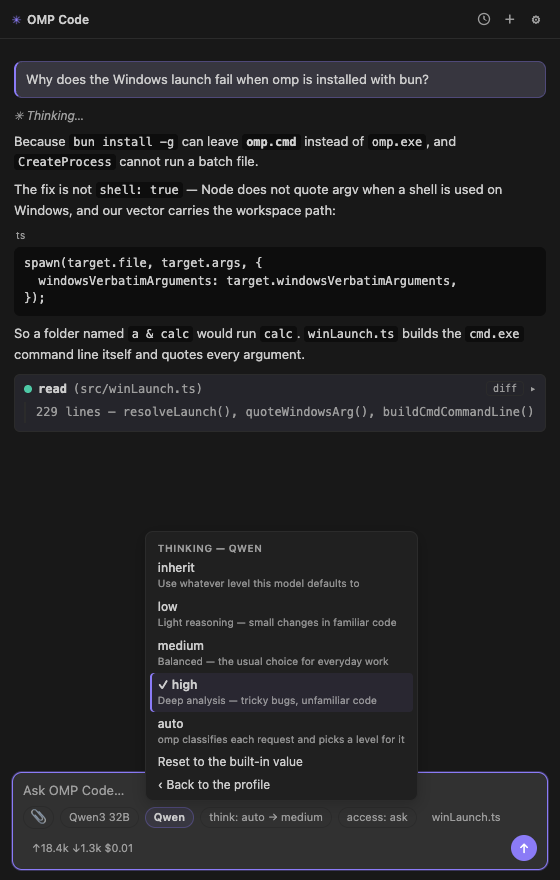 ✳ OMP Code
Why does the Windows launch fail when omp is installed with bun?
✳ Thinking…
Because bun install -g can leave omp.cmd instead of omp.exe, and
CreateProcess cannot run a batch file.
The fix is not shell: true — Node does not quote argv when a shell is used on
Windows, and our vector carries the workspace path:
ts
spawn(target.file, target.args, {
  windowsVerbatimArguments: target.windowsVerbatimArguments,
});
So a folder named a & calc would run calc. winLaunch.ts builds the cmd.exe
command line itself and quotes every argument.
read (src/winLaunch.ts) diff ▸
229 lines — resolveLaunch(), quoteWindowsArg(), buildCmdCommandLine()
THINKING — QWEN
inherit
Use whatever level this model defaults to
low
Light reasoning — small changes in familiar code
medium
Balanced — the usual choice for everyday work
✓ high
Deep analysis — tricky bugs, unfamiliar code
auto
omp classifies each request and picks a level for it
Reset to the built-in value
‹ Back to the profile
Ask OMP Code…
Qwen3 32B Qwen think: auto → medium access: ask winLaunch.ts
↑18.4k ↓1.3k $0.01